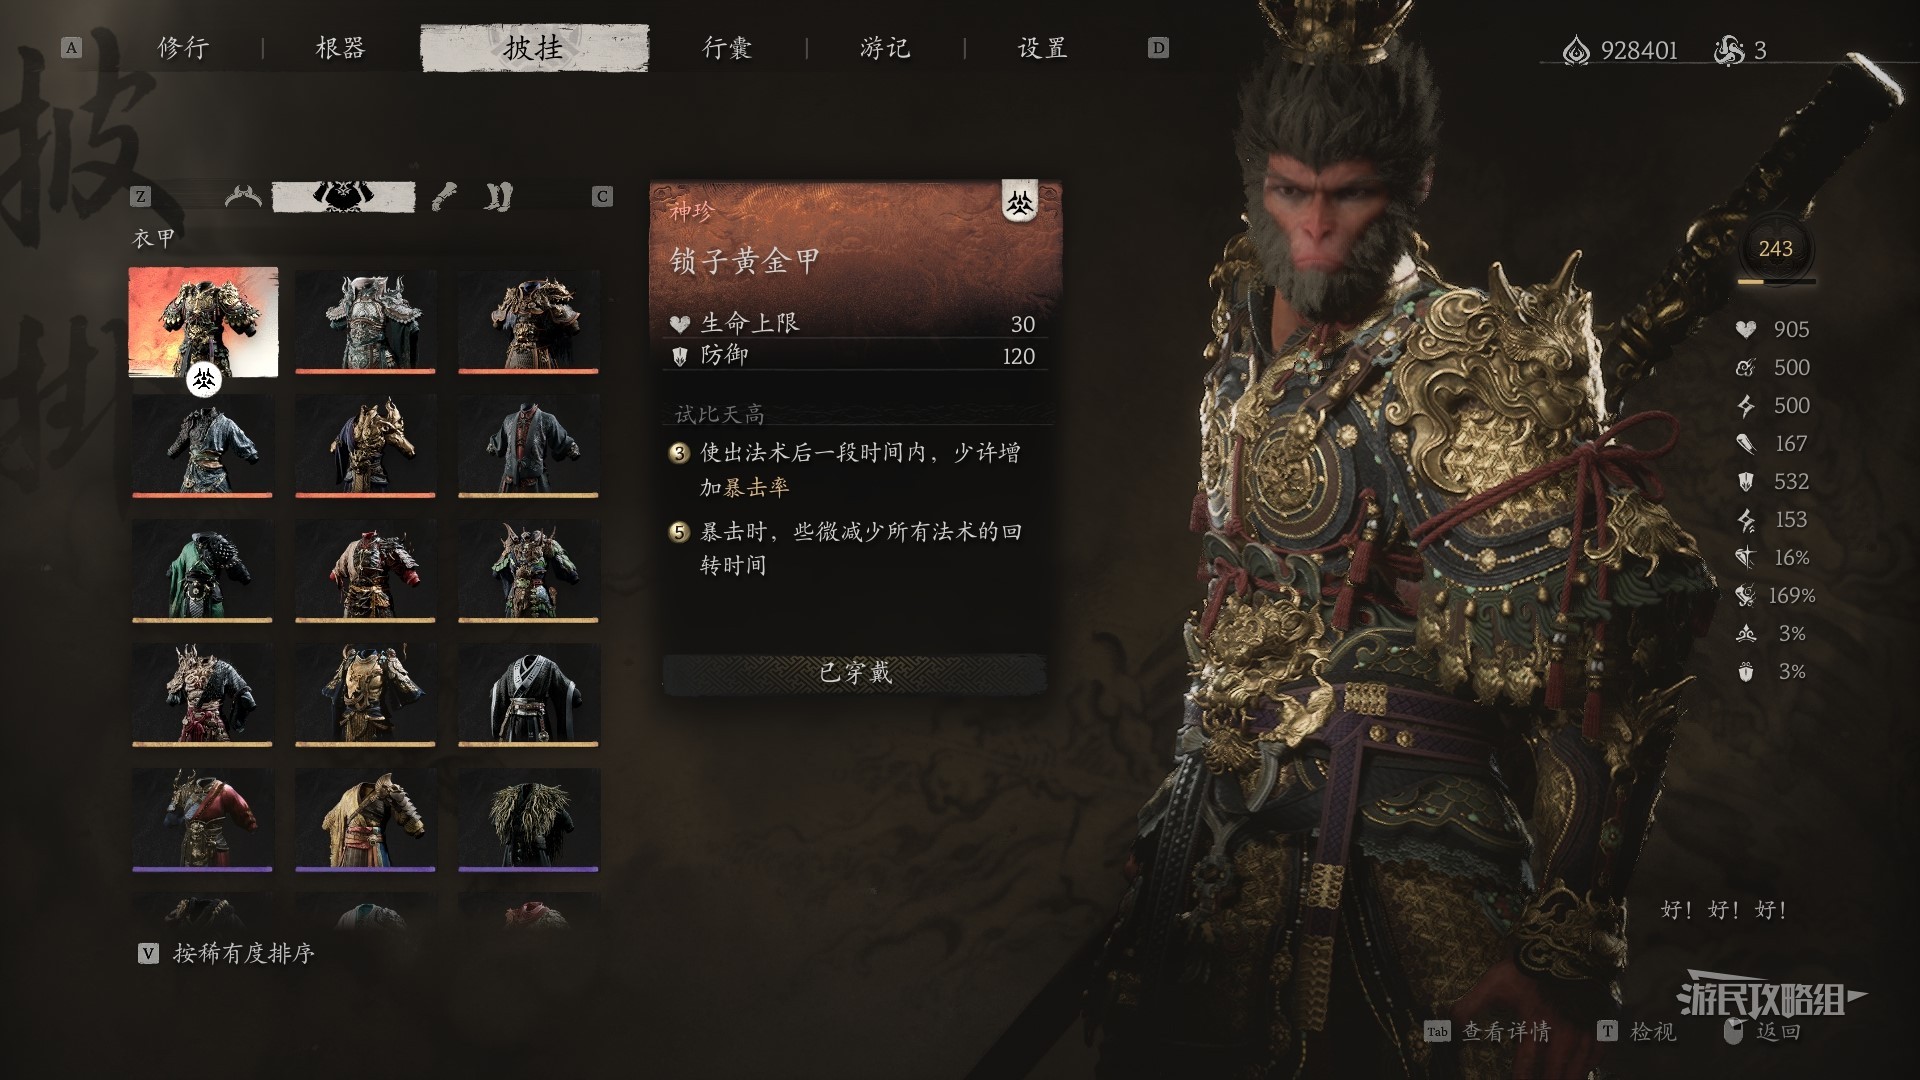 A 修行 根器 披挂 行囊 游记 设置 D
928401 3
披挂
Z C
衣甲
神珍
锁子黄金甲
生命上限 30
防御 120
试比天高
3 使出法术后一段时间内，少许增
加暴击率
5 暴击时，些微减少所有法术的回
转时间
已穿戴
V 按稀有度排序
243
905
500
500
167
532
153
16%
169%
3%
3%
好！好！好！
游民攻略组
Tab 查看详情 T 检视 返回